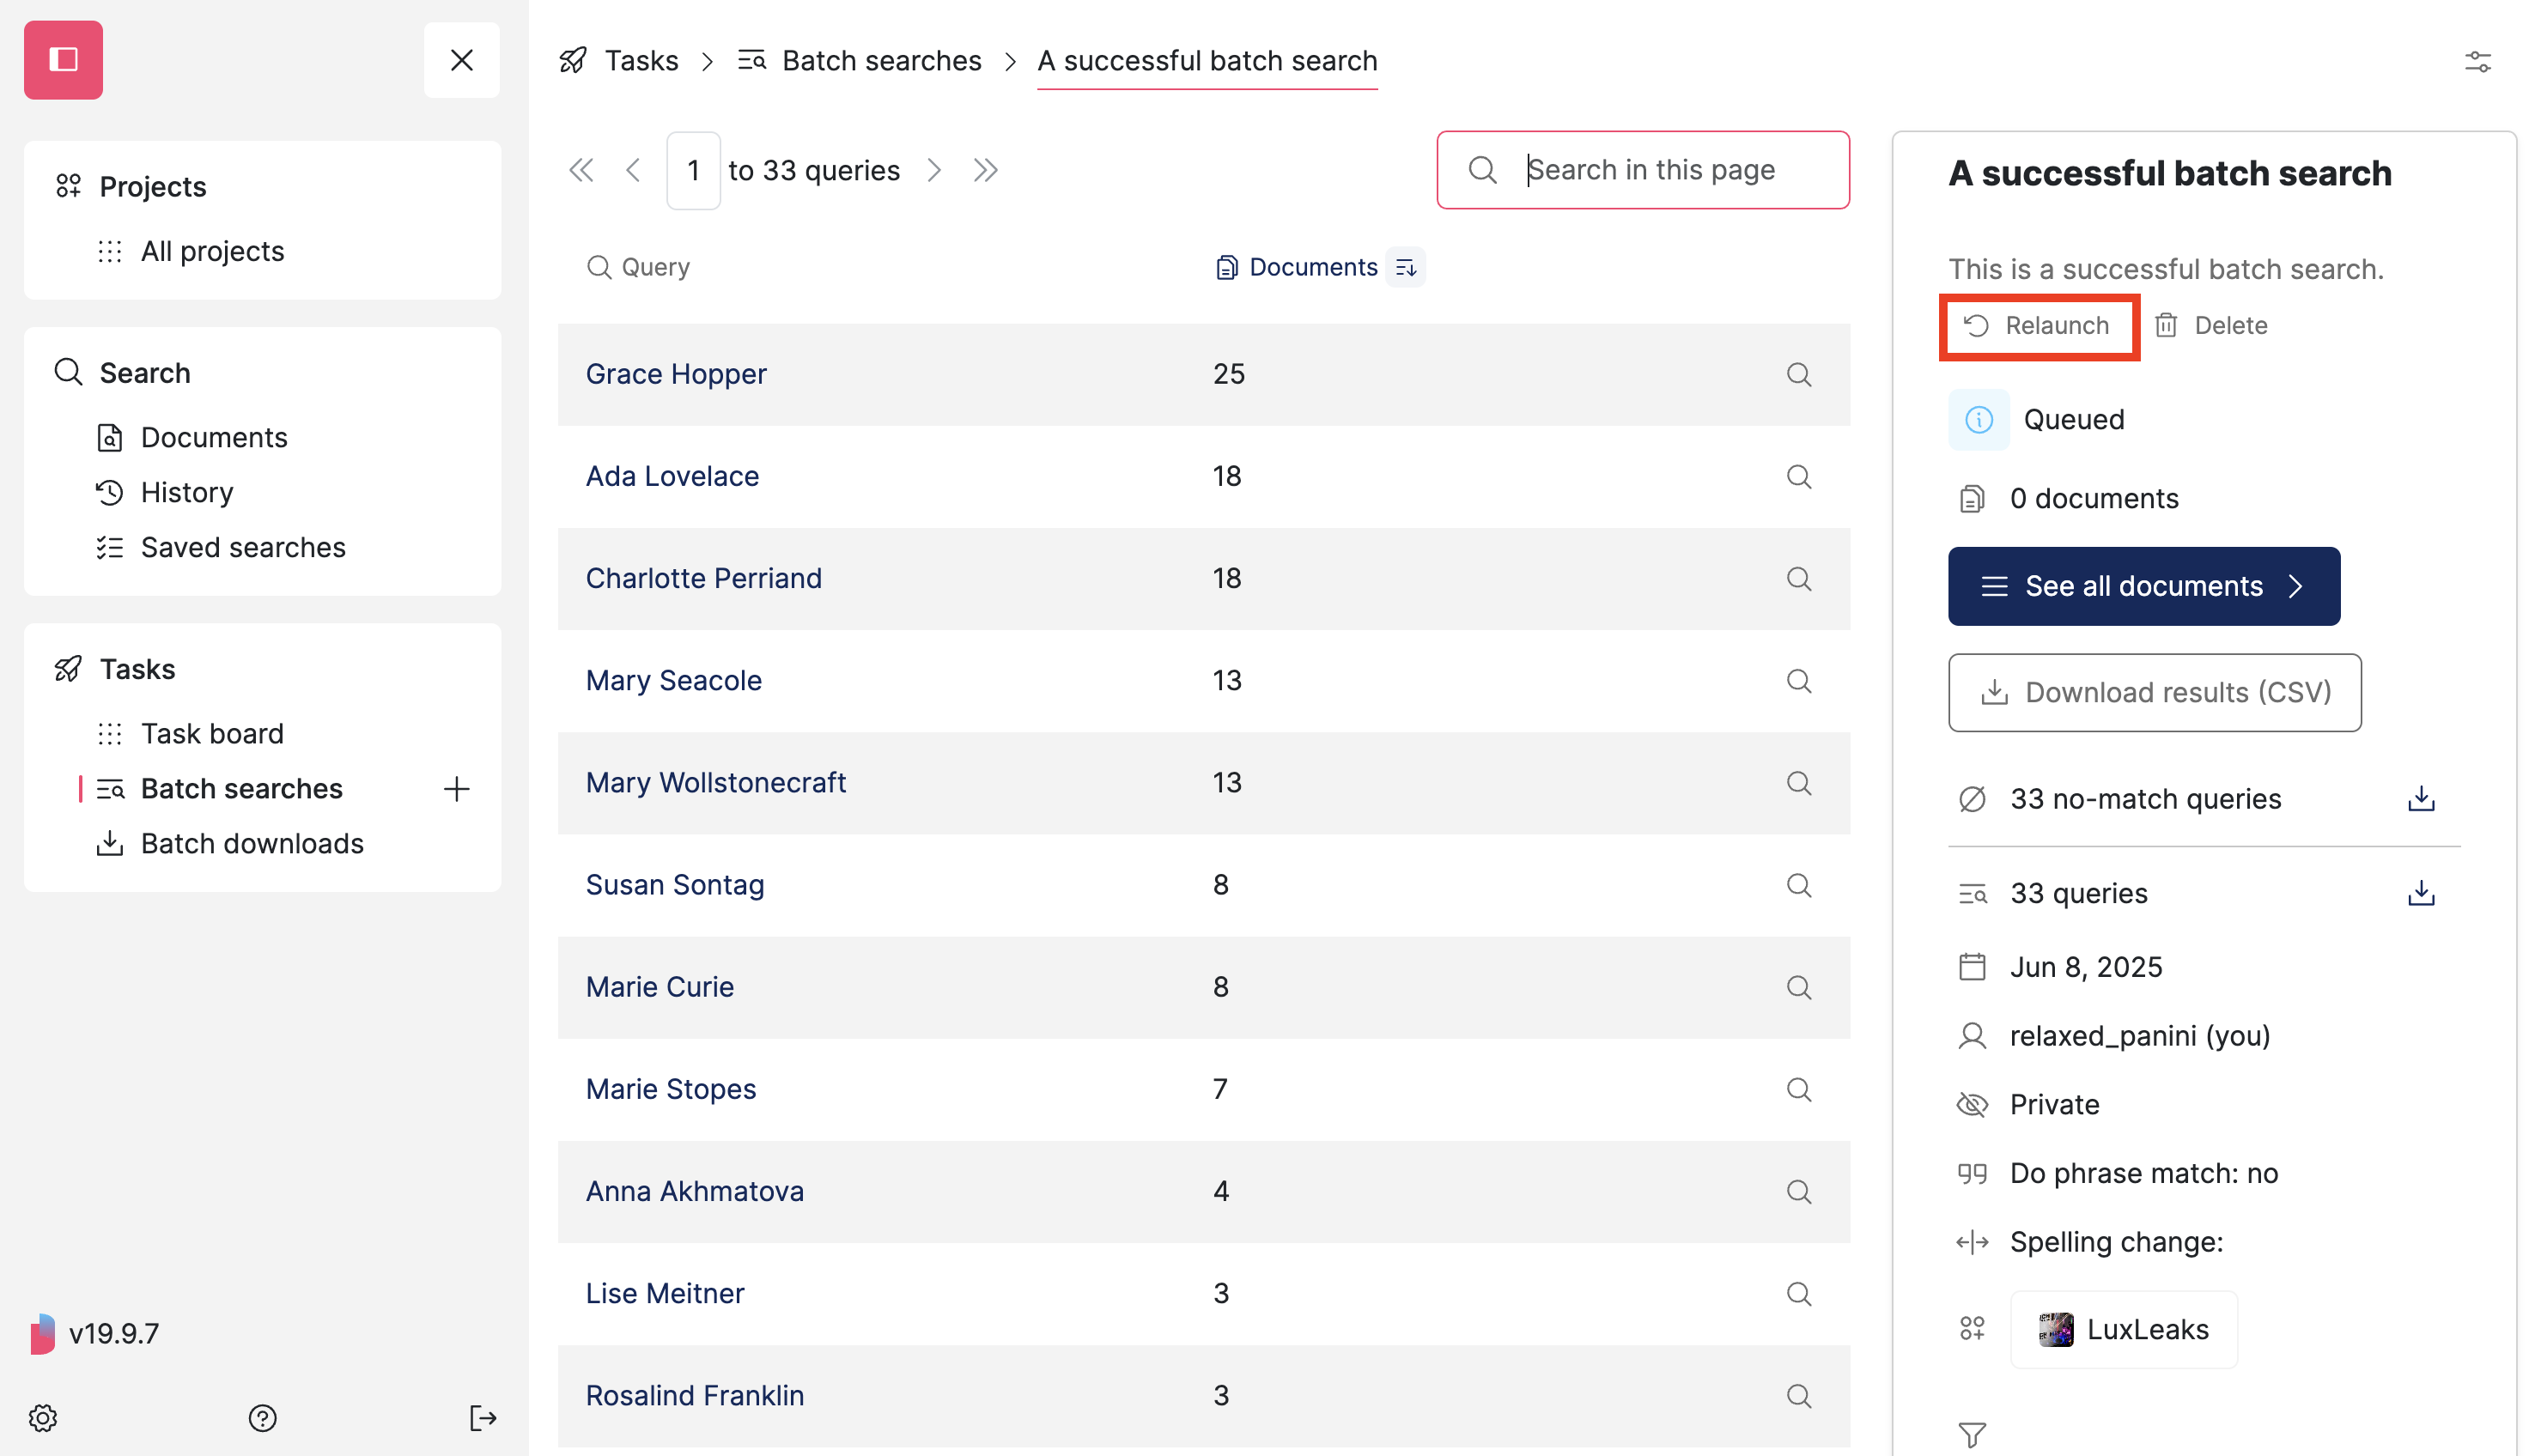 Projects
All projects
Search
Documents
History
Saved searches
Tasks
Task board
Batch searches
Batch downloads
v19.9.7
Tasks > Batch searches > A successful batch search
1 to 33 queries
Search in this page
Query Documents
Grace Hopper 25
Ada Lovelace 18
Charlotte Perriand 18
Mary Seacole 13
Mary Wollstonecraft 13
Susan Sontag 8
Marie Curie 8
Marie Stopes 7
Anna Akhmatova 4
Lise Meitner 3
Rosalind Franklin 3
A successful batch search
This is a successful batch search.
Relaunch Delete
Queued
0 documents
See all documents
Download results (CSV)
33 no-match queries
33 queries
Jun 8, 2025
relaxed_panini (you)
Private
Do phrase match: no
Spelling change:
LuxLeaks